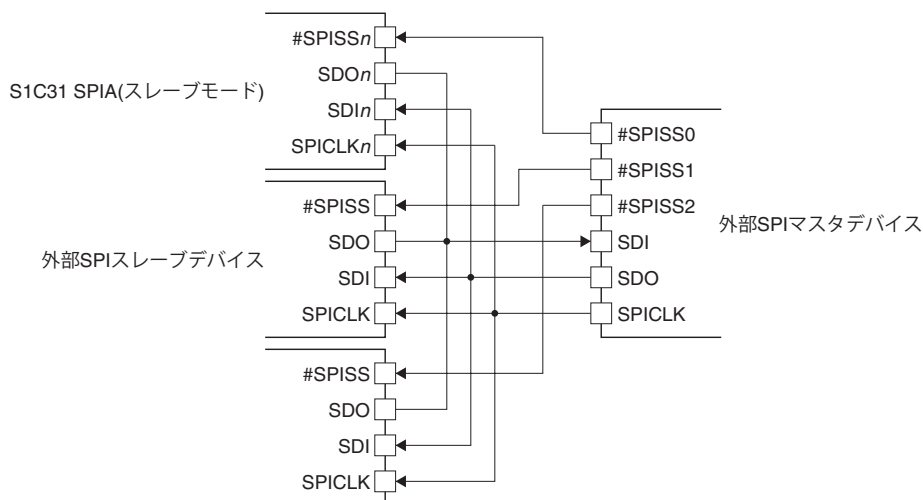 #SPISSn
SDOn
S1C31 SPIA(スレーブモード)
SDIn
SPICLKn
#SPISS
SDO
外部SPIスレーブデバイス
SDI
SPICLK
#SPISS
SDO
SDI
SPICLK
#SPISS0
#SPISS1
#SPISS2
外部SPIマスタデバイス
SDI
SDO
SPICLK